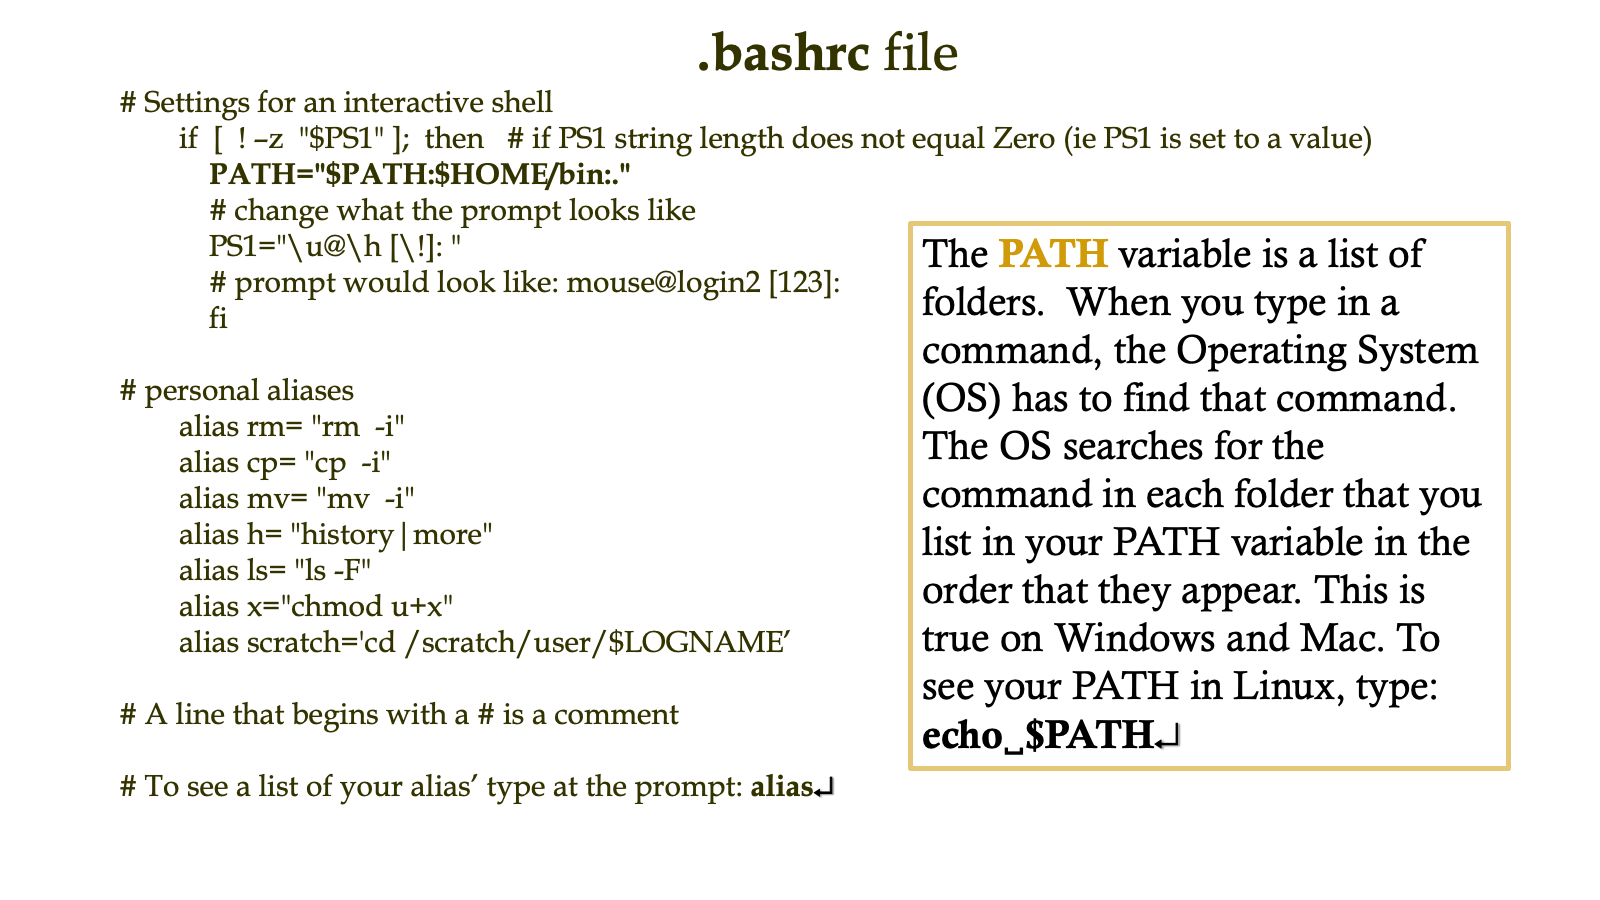 .bashrc file
# Settings for an interactive shell
if [ ! –z "$PS1" ]; then # if PS1 string length does not equal Zero (ie PS1 is set to a value)
PATH="$PATH:$HOME/bin:."
# change what the prompt looks like
PS1="\u@\h [\!]: "
# prompt would look like: mouse@login2 [123]:
fi
# personal aliases
alias rm= "rm -i"
alias cp= "cp -i"
alias mv= "mv -i"
alias h= "history|more"
alias ls= "ls -F"
alias x="chmod u+x"
alias scratch='cd /scratch/user/$LOGNAME’
# A line that begins with a # is a comment
# To see a list of your alias’ type at the prompt: alias↵
The PATH variable is a list of
folders. When you type in a
command, the Operating System
(OS) has to find that command.
The OS searches for the
command in each folder that you
list in your PATH variable in the
order that they appear. This is
true on Windows and Mac. To
see your PATH in Linux, type:
echo␣$PATH↵